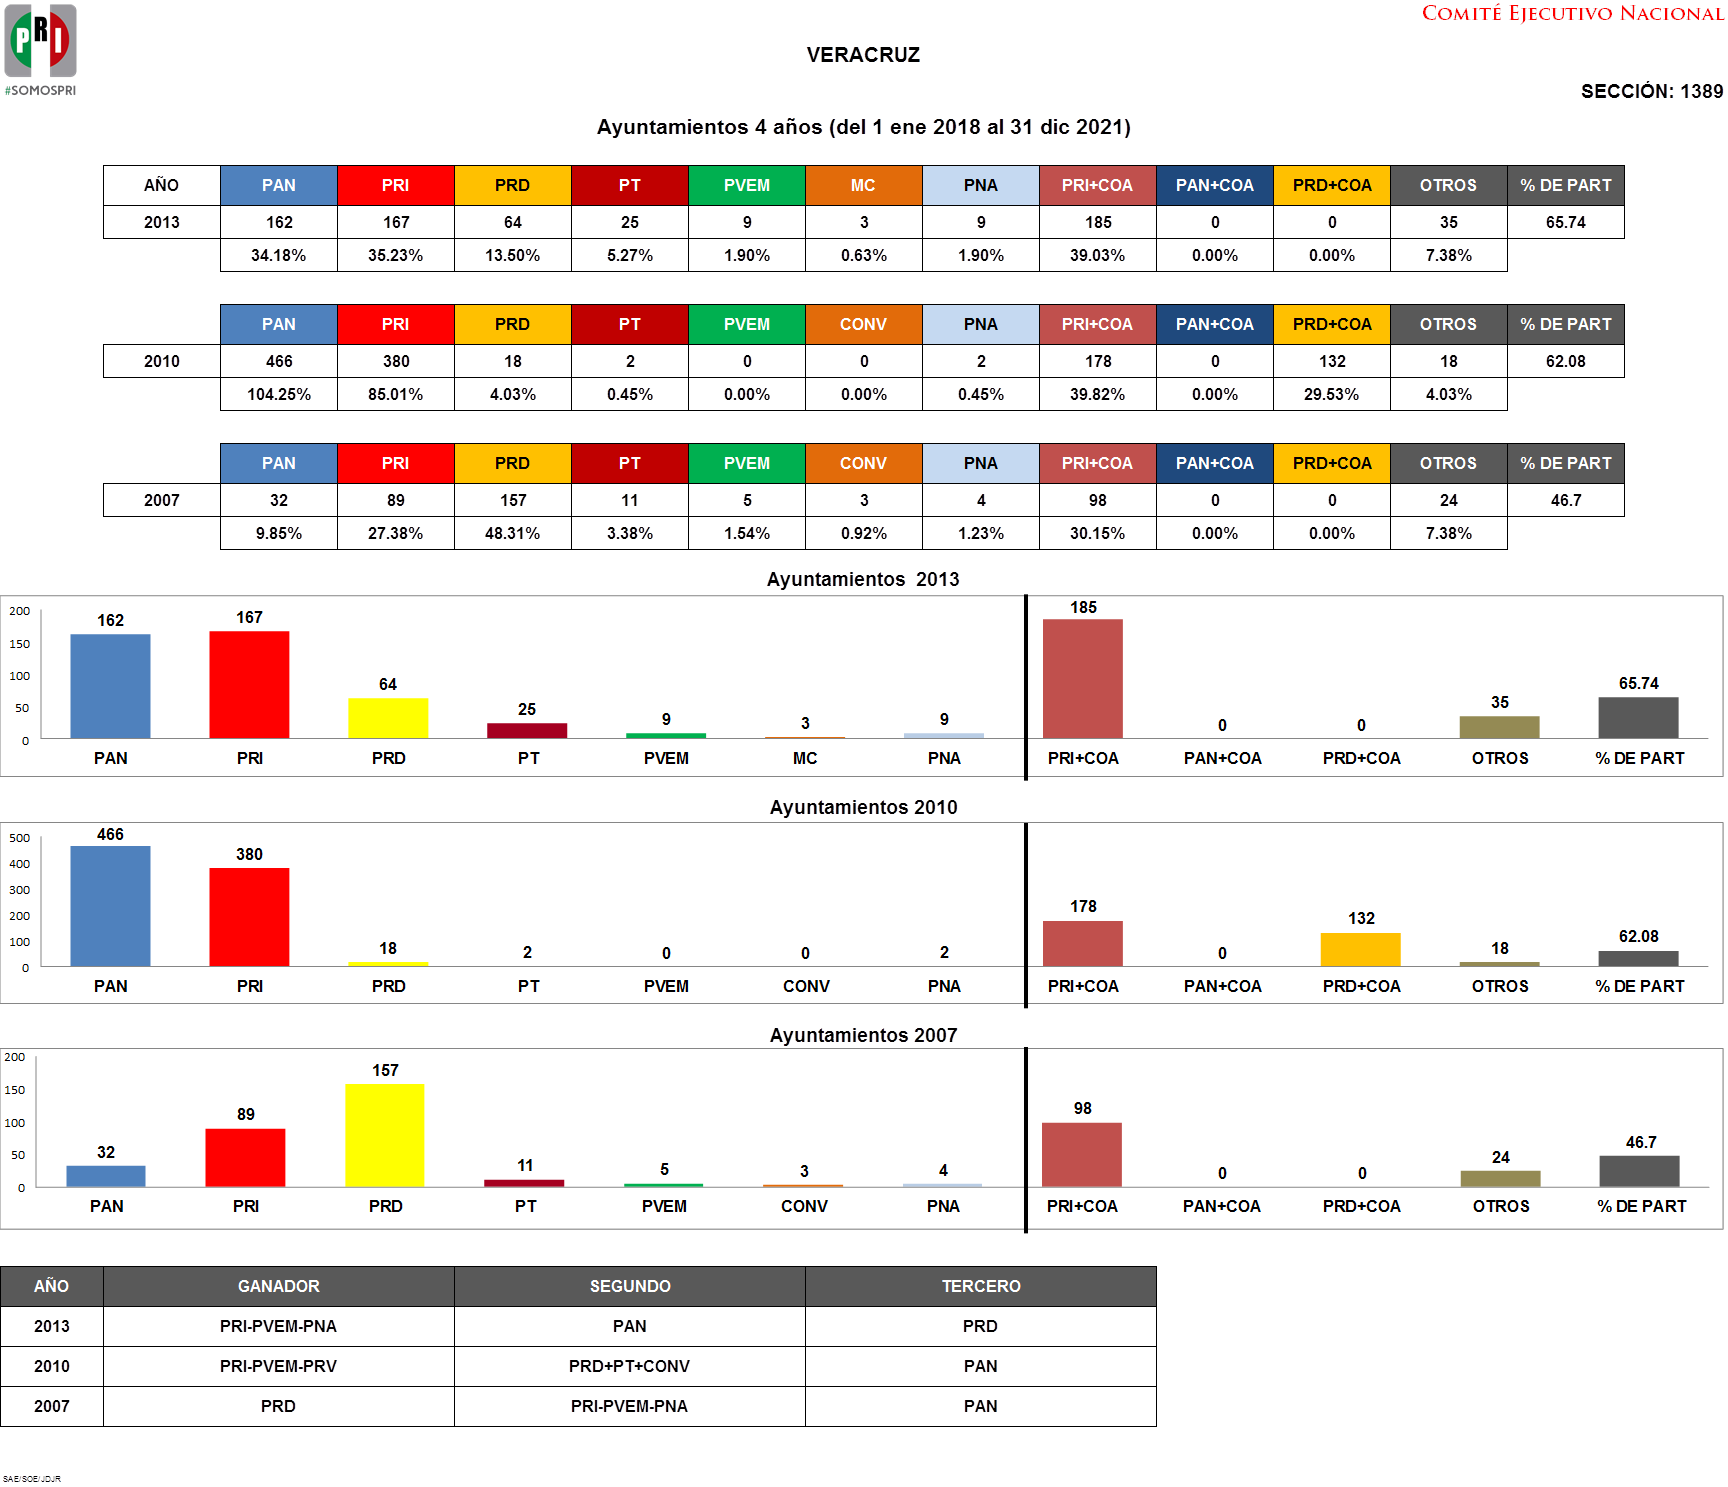 PRI
#SOMOSPRI
COMITÉ EJECUTIVO NACIONAL
VERACRUZ
SECCIÓN: 1389
Ayuntamientos 4 años (del 1 ene 2018 al 31 dic 2021)
AÑO PAN PRI PRD PT PVEM MC PNA PRI+COA PAN+COA PRD+COA OTROS % DE PART
2013 162 167 64 25 9 3 9 185 0 0 35 65.74
34.18% 35.23% 13.50% 5.27% 1.90% 0.63% 1.90% 39.03% 0.00% 0.00% 7.38%
PAN PRI PRD PT PVEM CONV PNA PRI+COA PAN+COA PRD+COA OTROS % DE PART
2010 466 380 18 2 0 0 2 178 0 132 18 62.08
104.25% 85.01% 4.03% 0.45% 0.00% 0.00% 0.45% 39.82% 0.00% 29.53% 4.03%
PAN PRI PRD PT PVEM CONV PNA PRI+COA PAN+COA PRD+COA OTROS % DE PART
2007 32 89 157 11 5 3 4 98 0 0 24 46.7
9.85% 27.38% 48.31% 3.38% 1.54% 0.92% 1.23% 30.15% 0.00% 0.00% 7.38%
Ayuntamientos 2013
200
150
100
50
0
162 167 64 25 9 3 9 185 0 0 35 65.74
PAN PRI PRD PT PVEM MC PNA PRI+COA PAN+COA PRD+COA OTROS % DE PART
Ayuntamientos 2010
500
400
300
200
100
0
466 380 18 2 0 0 2 178 0 132 18 62.08
PAN PRI PRD PT PVEM CONV PNA PRI+COA PAN+COA PRD+COA OTROS % DE PART
Ayuntamientos 2007
200
150
100
50
0
32 89 157 11 5 3 4 98 0 0 24 46.7
PAN PRI PRD PT PVEM CONV PNA PRI+COA PAN+COA PRD+COA OTROS % DE PART
AÑO GANADOR SEGUNDO TERCERO
2013 PRI-PVEM-PNA PAN PRD
2010 PRI-PVEM-PRV PRD+PT+CONV PAN
2007 PRD PRI-PVEM-PNA PAN
SAE/SOE/JDJR